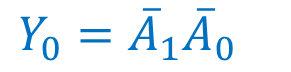 Y₀ = Ā₁Ā₀